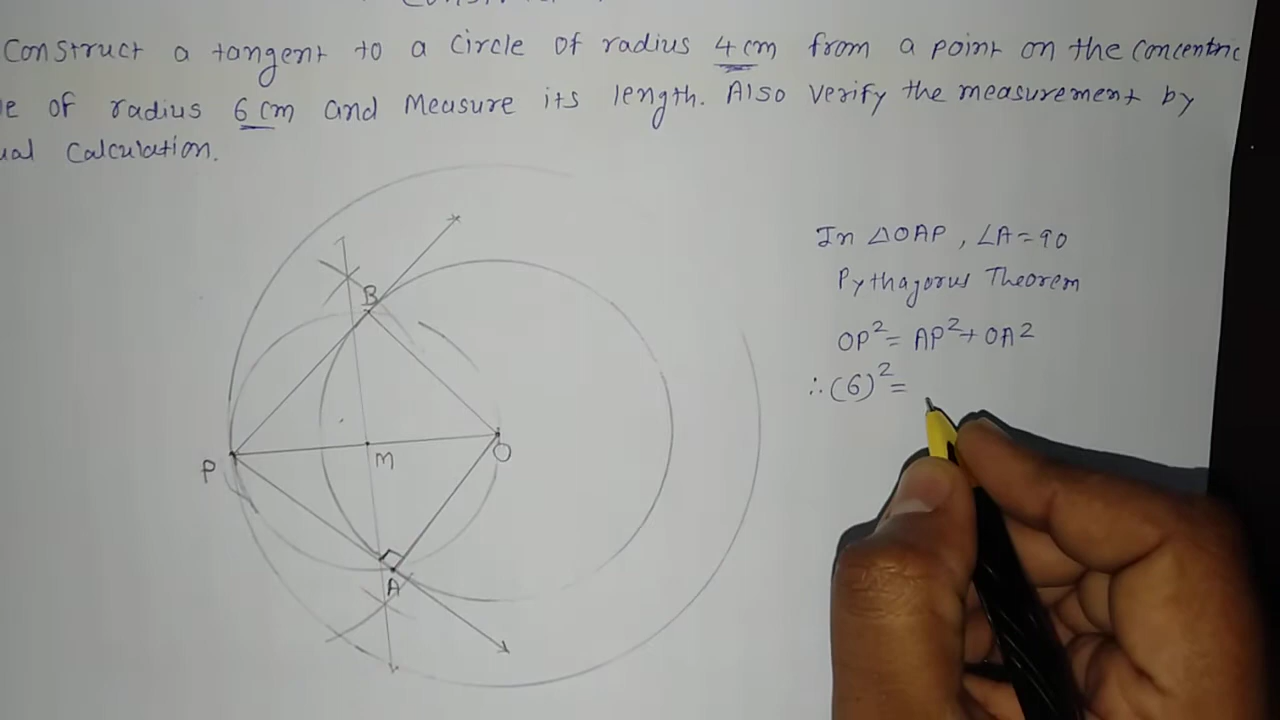 Construct a tangent to a circle of radius 4 cm from a point on the concentric
of radius 6 cm and Measure its length. Also verify the measurement by
calculation.
In △OAP, ∠A=90
Pythagorus Theorem
B
OP²= AP²+ OA²
∴(6)²=
P
M
O
A